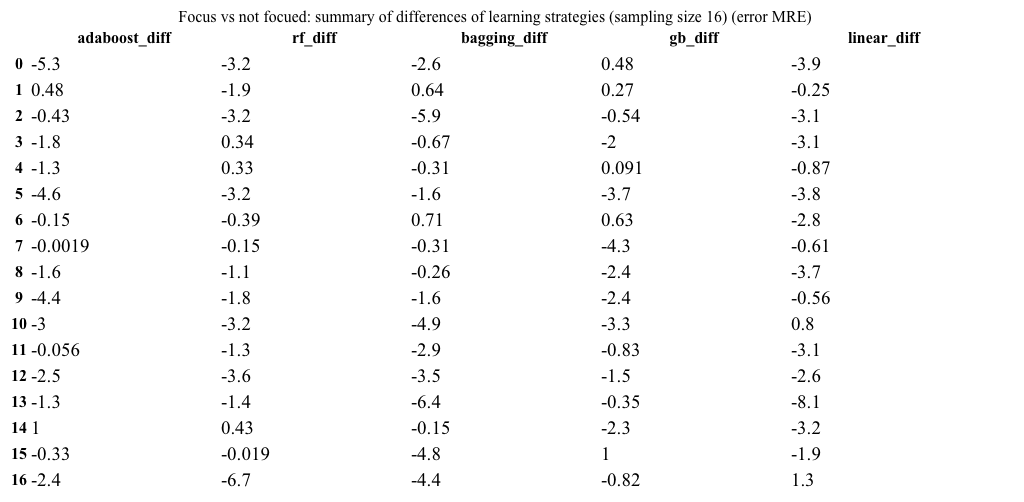 Focus vs not focued: summary of differences of learning strategies (sampling size 16) (error MRE)
adaboost_diff rf_diff bagging_diff gb_diff linear_diff
0 -5.3 -3.2 -2.6 0.48 -3.9
1 0.48 -1.9 0.64 0.27 -0.25
2 -0.43 -3.2 -5.9 -0.54 -3.1
3 -1.8 0.34 -0.67 -2 -3.1
4 -1.3 0.33 -0.31 0.091 -0.87
5 -4.6 -3.2 -1.6 -3.7 -3.8
6 -0.15 -0.39 0.71 0.63 -2.8
7 -0.0019 -0.15 -0.31 -4.3 -0.61
8 -1.6 -1.1 -0.26 -2.4 -3.7
9 -4.4 -1.8 -1.6 -2.4 -0.56
10 -3 -3.2 -4.9 -3.3 0.8
11 -0.056 -1.3 -2.9 -0.83 -3.1
12 -2.5 -3.6 -3.5 -1.5 -2.6
13 -1.3 -1.4 -6.4 -0.35 -8.1
14 1 0.43 -0.15 -2.3 -3.2
15 -0.33 -0.019 -4.8 1 -1.9
16 -2.4 -6.7 -4.4 -0.82 1.3